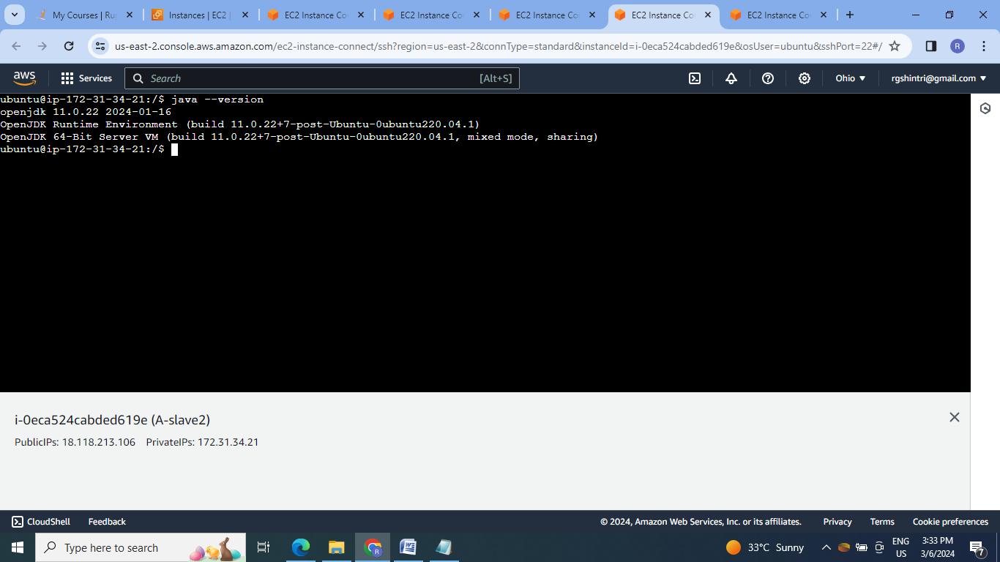 My Courses | Ru
Instances | EC2 |
EC2 Instance Co
EC2 Instance Co
EC2 Instance Co
EC2 Instance Co
EC2 Instance Co
us-east-2.console.aws.amazon.com/ec2-instance-connect/ssh?region=us-east-2&connType=standard&instanceId=i-0eca524cabded619e&osUser=ubuntu&sshPort=22#/
R
aws
Services
Search
[Alt+S]
Ohio
rgshintri@gmail.com
ubuntu@ip-172-31-34-21:/$ java --version
openjdk 11.0.22 2024-01-16
OpenJDK Runtime Environment (build 11.0.22+7-post-Ubuntu-0ubuntu220.04.1)
OpenJDK 64-Bit Server VM (build 11.0.22+7-post-Ubuntu-0ubuntu220.04.1, mixed mode, sharing)
ubuntu@ip-172-31-34-21:/$
i-0eca524cabded619e (A-slave2)
PublicIPs: 18.118.213.106 PrivateIPs: 172.31.34.21
CloudShell
Feedback
© 2024, Amazon Web Services, Inc. or its affiliates.
Privacy
Terms
Cookie preferences
Type here to search
33°C Sunny
ENG
US
3:33 PM
3/6/2024
7